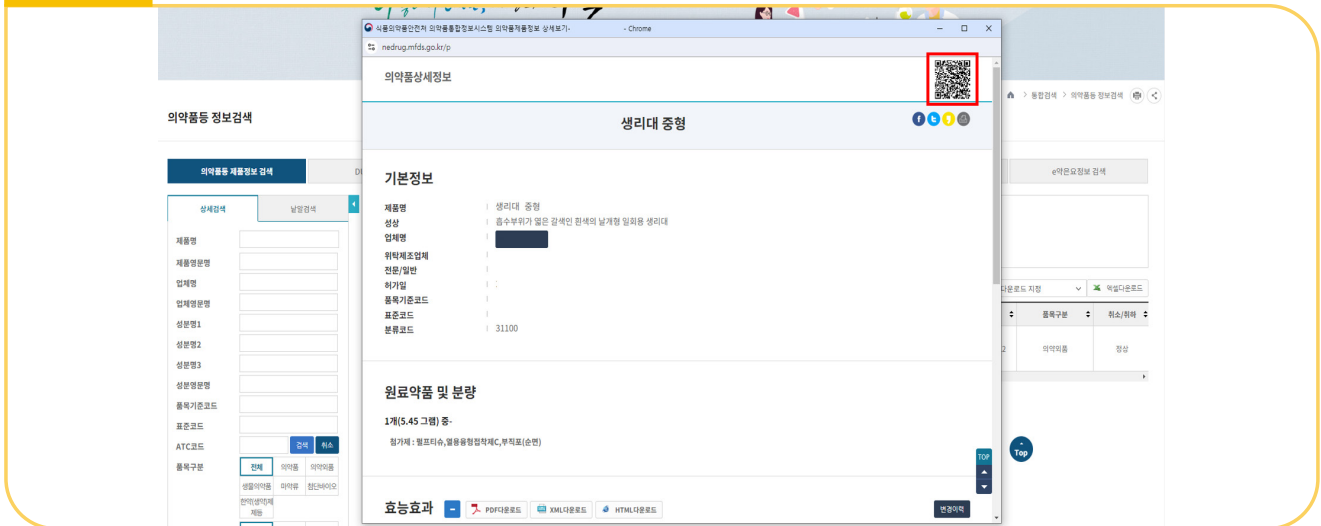 식품의약품안전처 의약품통합정보시스템 의약품제품정보 상세보기- - Chrome
nedrug.mfds.go.kr/p
의약품상세정보
통합검색 > 의약품등 정보검색
의약품등 정보검색
생리대 중형
의약품등 제품정보 검색
e약은요정보 검색
상세검색
낱알검색
제품명
제품영문명
업체명
업체영문명
성분명1
성분명2
성분명3
성분영문명
품목기준코드
표준코드
ATC코드
검색 취소
품목구분
전체 의약품 의약외품
생물의약품 마약류 첨단바이오
한약(생약)제
제등
기본정보
제품명 생리대 중형
성상 흡수부위가 엷은 갈색인 흰색의 날개형 일회용 생리대
업체명
위탁제조업체
전문/일반
허가일 :
품목기준코드
표준코드
분류코드 31100
원료약품 및 분량
1개(5.45 그램) 중-
첨가제 : 펄프티슈,열용융형접착제C,부직포(순면)
효능효과 PDF다운로드 XML다운로드 HTML다운로드 변경이력
TOP
다운로드 지정 엑셀다운로드
품목구분 취소/취하
2 의약외품 정상
Top